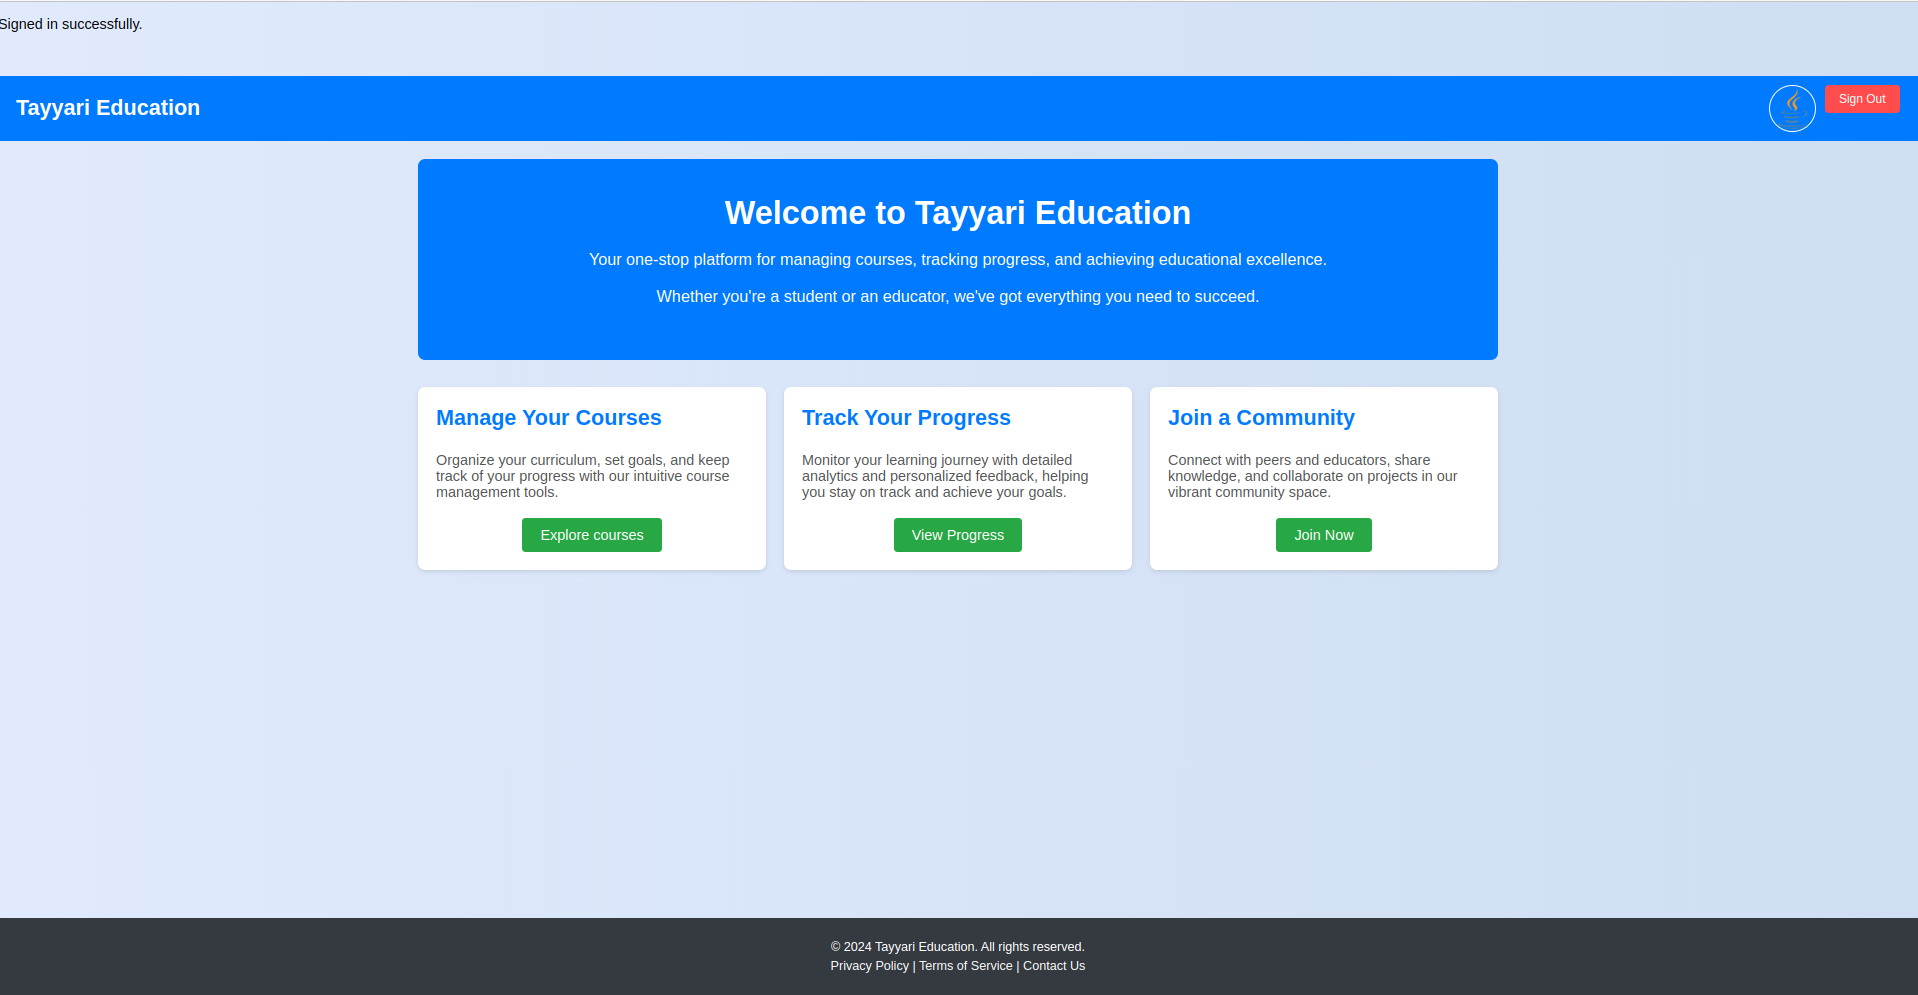 Signed in successfully.
Tayyari Education
Sign Out
Welcome to Tayyari Education
Your one-stop platform for managing courses, tracking progress, and achieving educational excellence.
Whether you're a student or an educator, we've got everything you need to succeed.
Manage Your Courses
Organize your curriculum, set goals, and keep
track of your progress with our intuitive course
management tools.
Explore courses
Track Your Progress
Monitor your learning journey with detailed
analytics and personalized feedback, helping
you stay on track and achieve your goals.
View Progress
Join a Community
Connect with peers and educators, share
knowledge, and collaborate on projects in our
vibrant community space.
Join Now
© 2024 Tayyari Education. All rights reserved.
Privacy Policy | Terms of Service | Contact Us